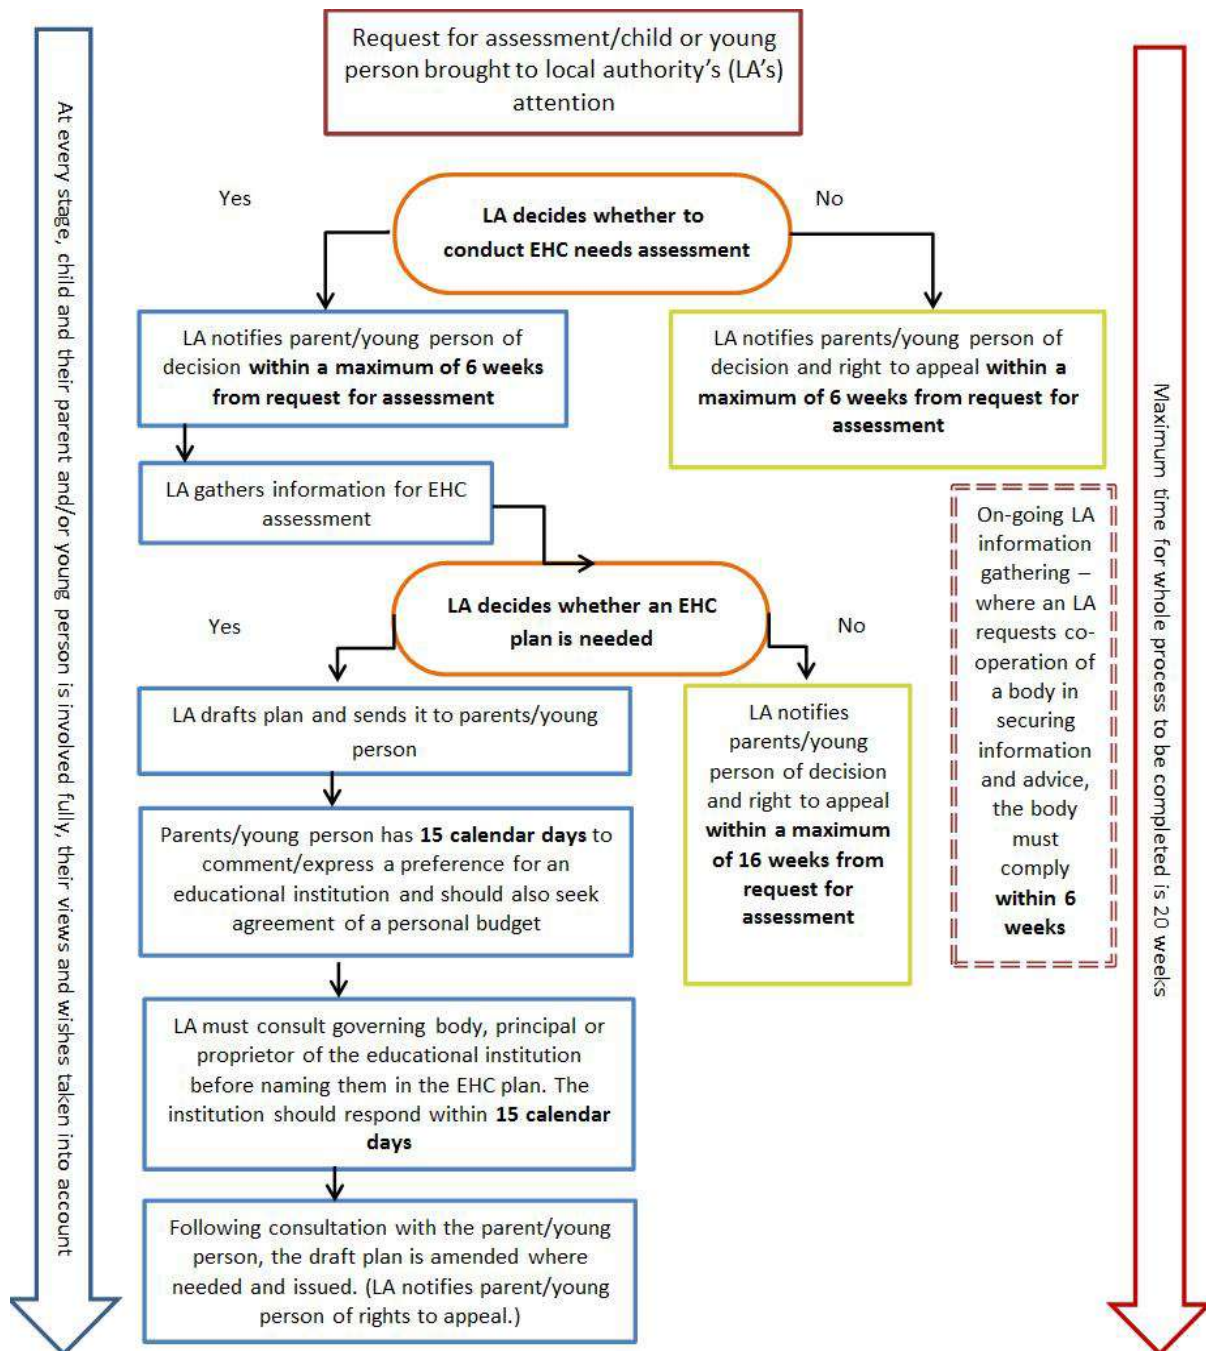 Request for assessment/child or young
person brought to local authority's (LA's)
attention
At every stage, child and their parent and/or young person is involved fully, their views and wishes taken into account
Maximum time for whole process to be completed is 20 weeks
Yes
LA decides whether to
conduct EHC needs assessment
No
LA notifies parent/young person of
decision within a maximum of 6 weeks
from request for assessment
LA notifies parents/young person of
decision and right to appeal within a
maximum of 6 weeks from request for
assessment
LA gathers information for EHC
assessment
On-going LA
information
gathering –
where an LA
requests co-
operation of
a body in
securing
information
and advice,
the body
must
comply
within 6
weeks
Yes
LA decides whether an EHC
plan is needed
No
LA drafts plan and sends it to parents/young
person
LA notifies
parents/young
person of decision
and right to appeal
within a maximum
of 16 weeks from
request for
assessment
Parents/young person has 15 calendar days to
comment/express a preference for an
educational institution and should also seek
agreement of a personal budget
LA must consult governing body, principal or
proprietor of the educational institution
before naming them in the EHC plan. The
institution should respond within 15 calendar
days
Following consultation with the parent/young
person, the draft plan is amended where
needed and issued. (LA notifies parent/young
person of rights to appeal.)